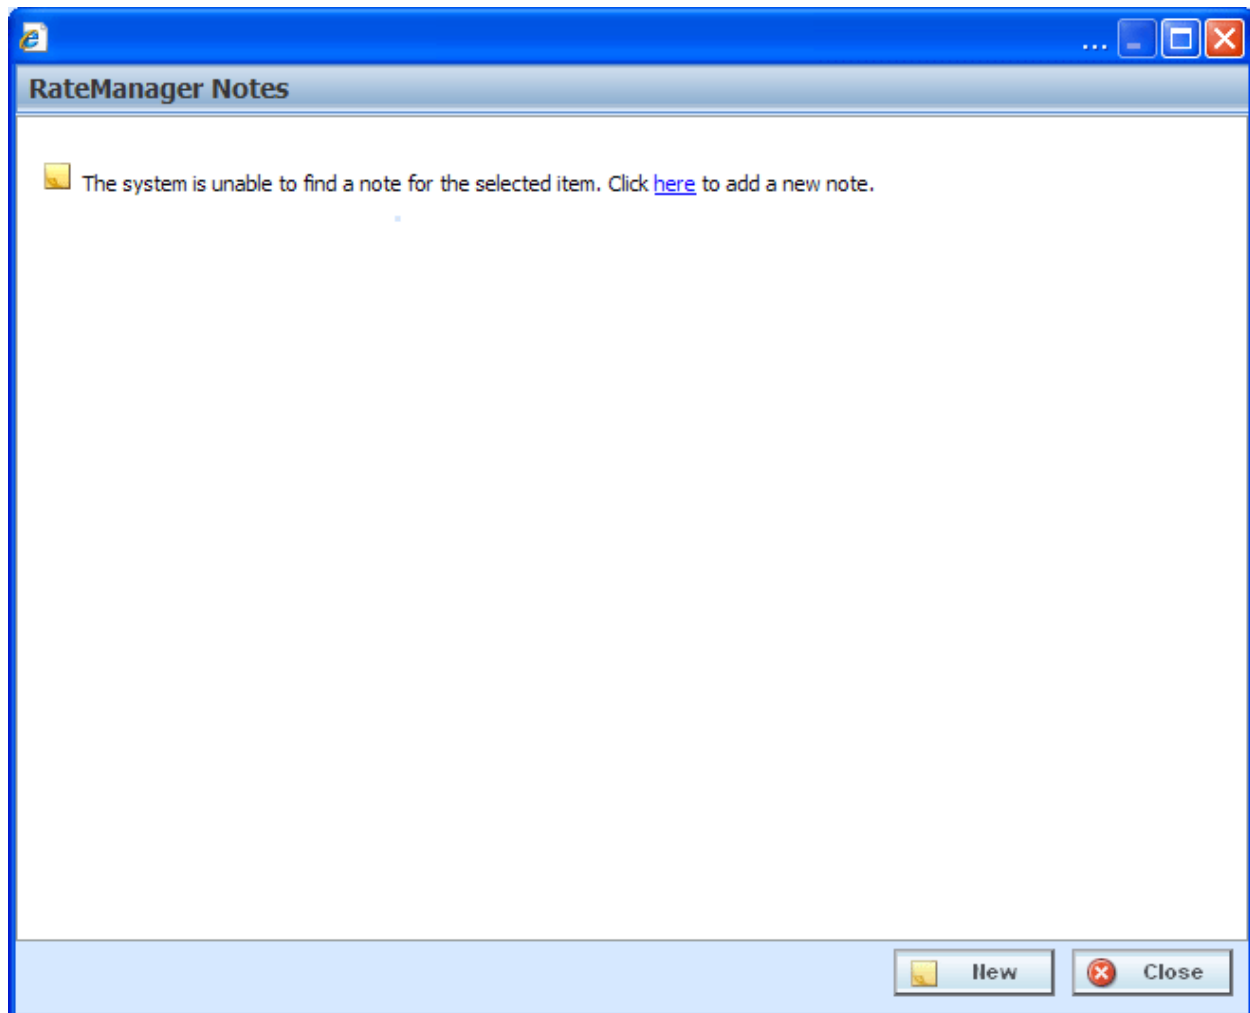 ...
RateManager Notes
The system is unable to find a note for the selected item. Click here to add a new note.
New
Close